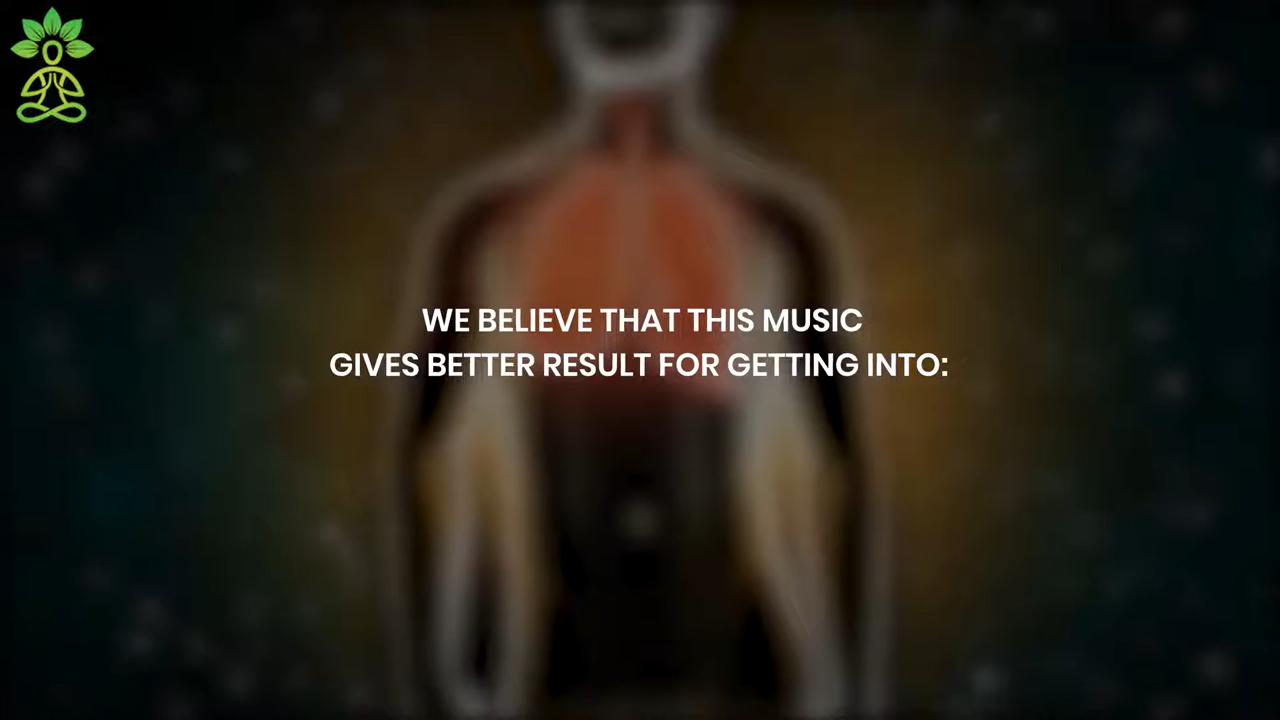 WE BELIEVE THAT THIS MUSIC
GIVES BETTER RESULT FOR GETTING INTO: